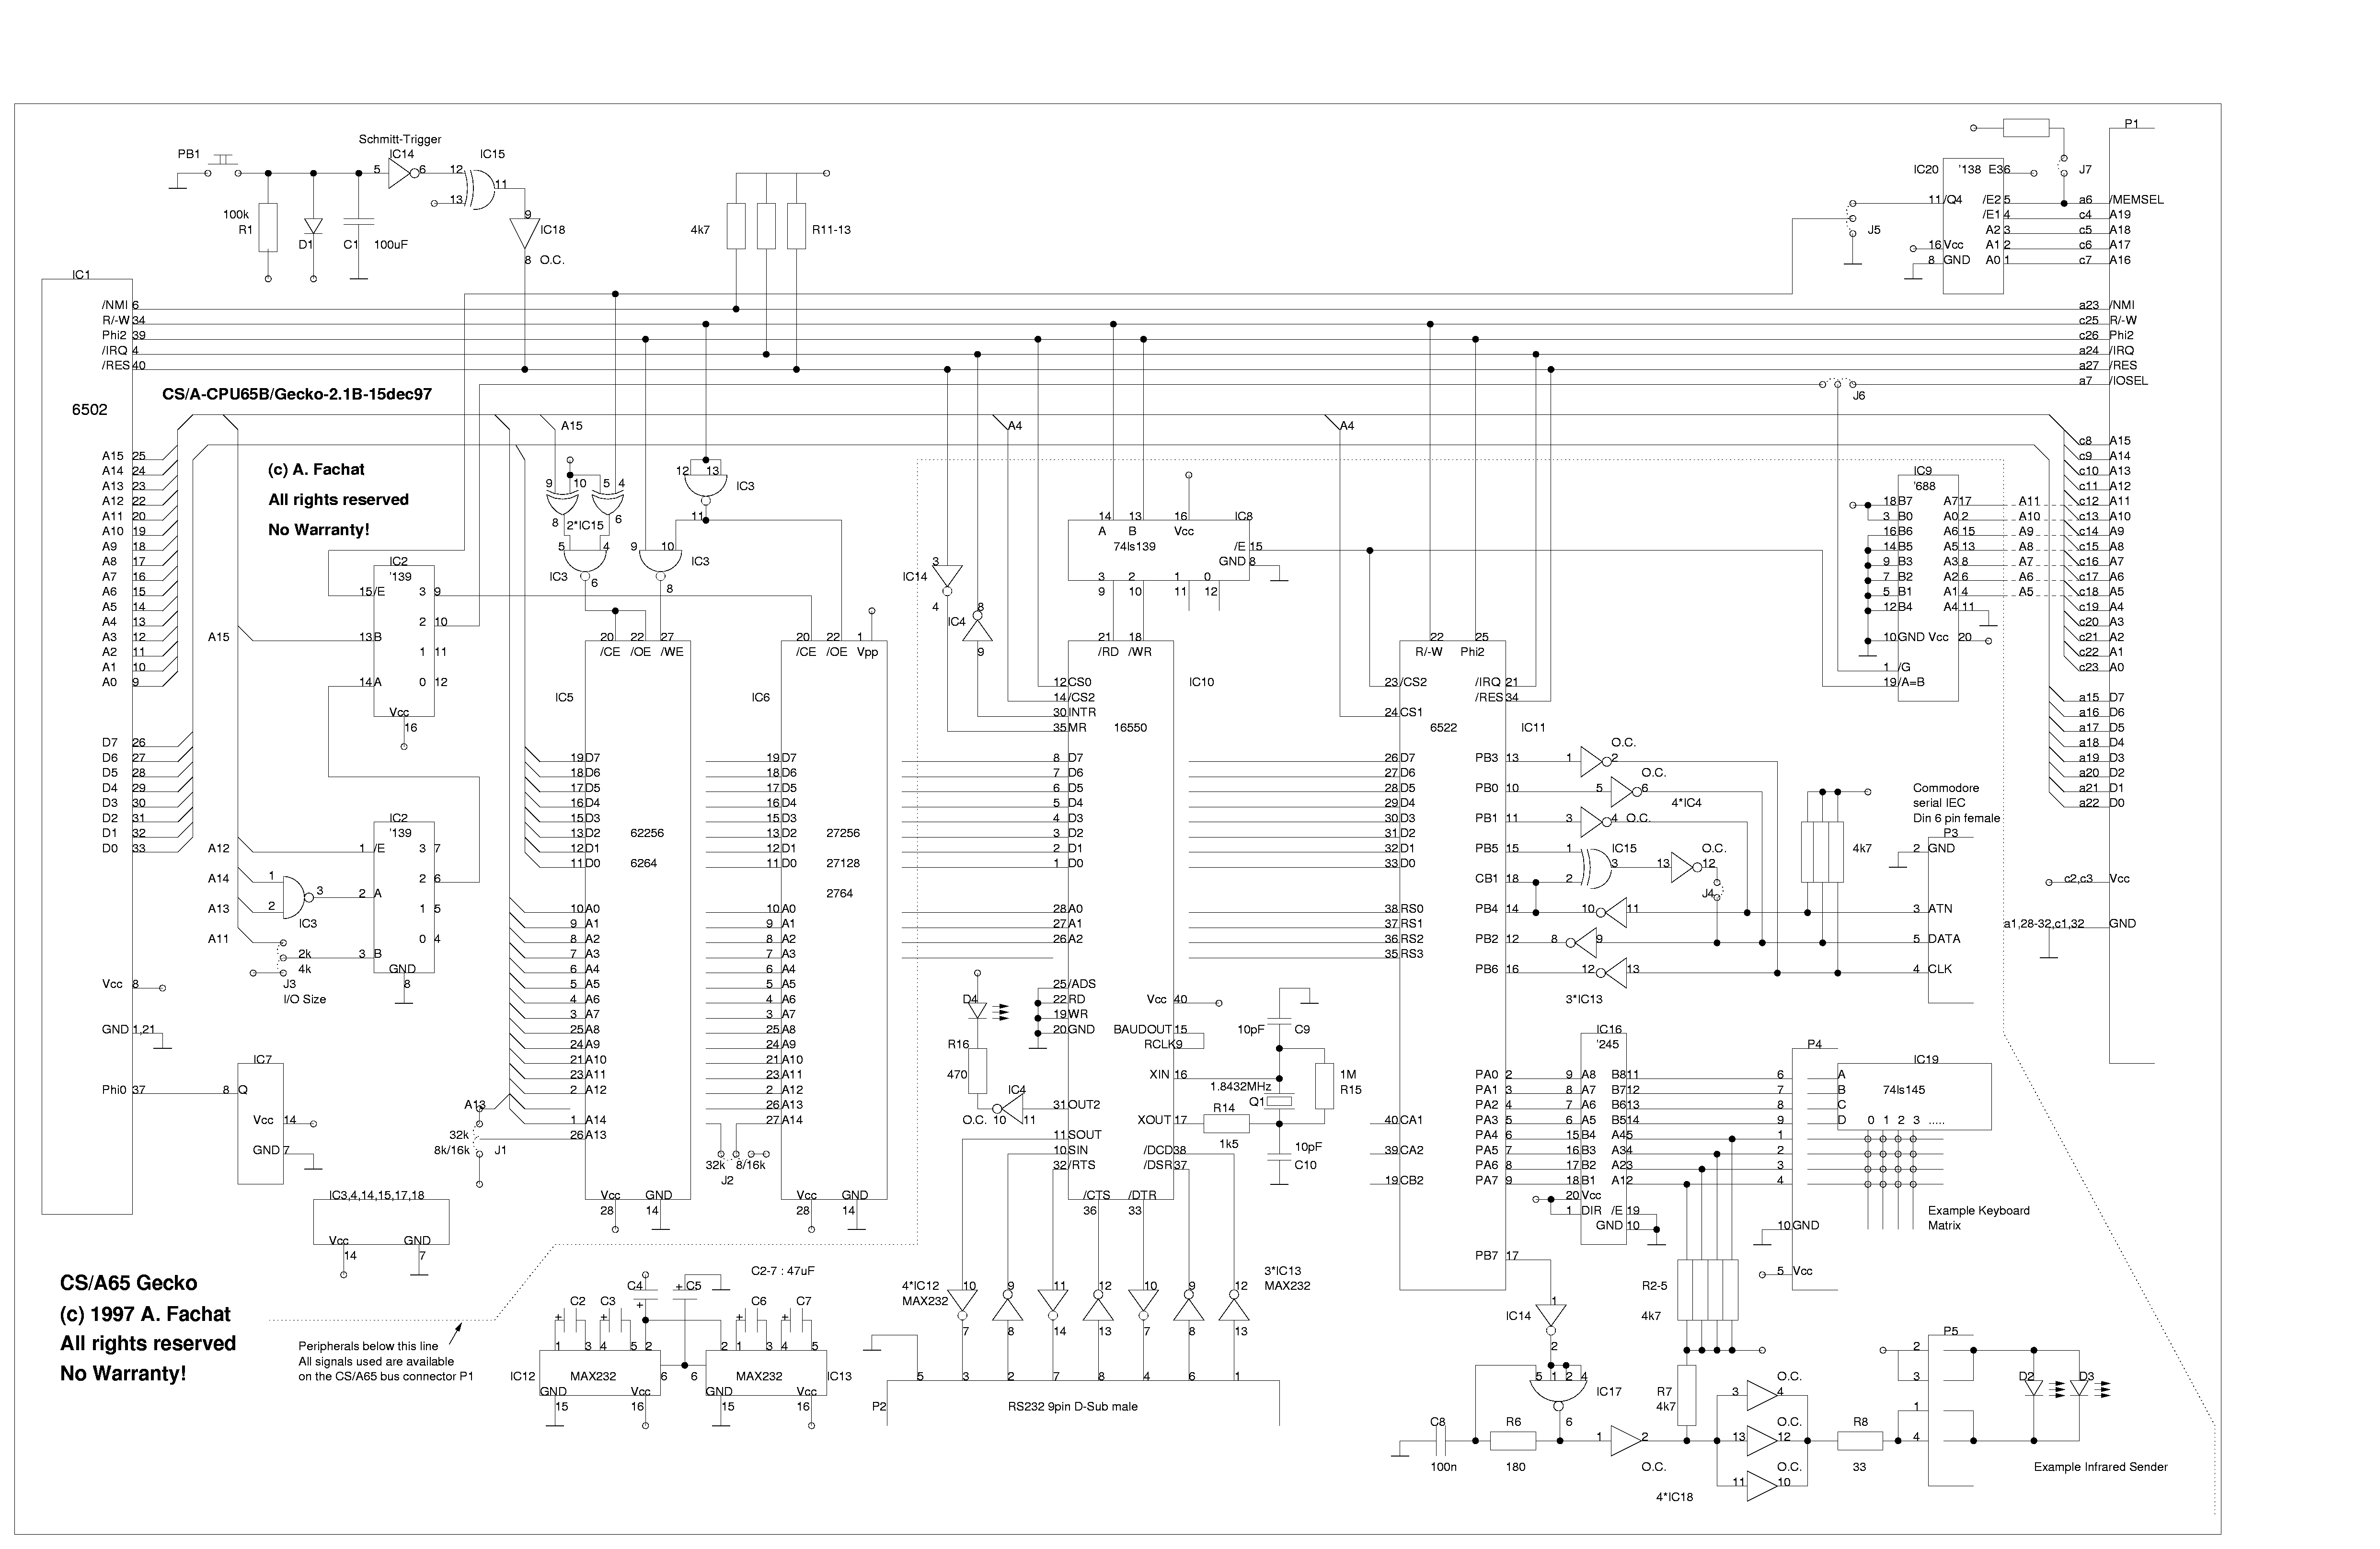 Schmitt-Trigger
PB1
IC14
IC15
5
6
12
13
11
100k
R1
D1
C1
100uF
9
IC18
8 O.C.
4k7
R11-13
P1
IC20
'138 E3 6
J7
11 /Q4
/E2 5
/E1 4
A2 3
16 Vcc
A1 2
8 GND
A0 1
J5
a6 /MEMSEL
c4 A19
c5 A18
c6 A17
c7 A16
IC1
/NMI 6
R/-W 34
Phi2 39
/IRQ 4
/RES 40
a23 /NMI
c25 R/-W
c26 Phi2
a24 /IRQ
a27 /RES
a7 /IOSEL
J6
CS/A-CPU65B/Gecko-2.1B-15dec97
6502
A15
A4
A4
(c) A. Fachat
All rights reserved
No Warranty!
A15 25
A14 24
A13 23
A12 22
A11 20
A10 19
A9 18
A8 17
A7 16
A6 15
A5 14
A4 13
A3 12
A2 11
A1 10
A0 9
D7 26
D6 27
D5 28
D4 29
D3 30
D2 31
D1 32
D0 33
Vcc 8
GND 1,21
Phi0 37
9 10 5 4
8 2*IC15 6
12 13
IC3
11
5 4
IC3 6
9 10
IC3
8
IC2
'139
15 /E 3 9
2 10
A15
13 B
1 11
14 A 0 12
Vcc
16
IC2
'139
A12
1 /E 3 7
A14
1
2 6
3
2 A
A13
2
1 5
IC3
A11
0 4
2k
3 B
4k
GND
8
J3
I/O Size
IC7
8 Q
Vcc 14
GND 7
IC3,4,14,15,17,18
Vcc GND
14 7
20 22 27
/CE /OE /WE
IC5
19 D7
18 D6
17 D5
16 D4
15 D3
13 D2 62256
12 D1
11 D0 6264
10 A0
9 A1
8 A2
7 A3
6 A4
5 A5
4 A6
3 A7
25 A8
24 A9
21 A10
23 A11
2 A12
1 A14
26 A13
Vcc GND
28 14
A13
32k
8k/16k J1
20 22 1
/CE /OE Vpp
IC6
19 D7
18 D6
17 D5
16 D4
15 D3
13 D2 27256
12 D1
11 D0 27128
2764
10 A0
9 A1
8 A2
7 A3
6 A4
5 A5
4 A6
3 A7
25 A8
24 A9
21 A10
23 A11
2 A12
26 A13
27 A14
Vcc GND
28 14
32k 8/16k
J2
3
IC14
4
8
IC4
9
14 13 16 IC8
A B Vcc
74ls139 /E 15
GND 8
3 2 1 0
9 10 11 12
21 18
/RD /WR
12 CS0
14 /CS2
30 INTR
35 MR
IC10
16550
8 D7
7 D6
6 D5
5 D4
4 D3
3 D2
2 D1
1 D0
28 A0
27 A1
26 A2
25 /ADS
22 RD
19 WR
20 GND
Vcc 40
BAUDOUT 15
RCLK 9
XIN 16
31 OUT2
XOUT 17
11 SOUT
10 SIN
32 /RTS
/DCD 38
/DSR 37
/CTS /DTR
36 33
D4
R16
470
IC4
O.C. 10 11
10pF C9
1.8432MHz
Q1
1M
R15
R14
1k5
10pF
C10
22 25
R/-W Phi2
23 /CS2
24 CS1
/IRQ 21
/RES 34
6522
IC11
26 D7
27 D6
28 D5
29 D4
30 D3
31 D2
32 D1
33 D0
38 RS0
37 RS1
36 RS2
35 RS3
40 CA1
39 CA2
19 CB2
PB3 13
PB0 10
PB1 11
PB5 15
CB1 18
PB4 14
PB2 12
PB6 16
PA0 2
PA1 3
PA2 4
PA3 5
PA4 6
PA5 7
PA6 8
PA7 9
PB7 17
O.C.
1 2
O.C.
5 6
4*IC4
3 4 O.C.
1 IC15 O.C.
3 13 12
2
J4
10 11
8 9
12 13
3*IC13
4k7
Commodore
serial IEC
Din 6 pin female
P3
2 GND
3 ATN
5 DATA
4 CLK
IC9
'688
18 B7 A7 17
3 B0 A0 2
16 B6 A6 15
14 B5 A5 13
9 B3 A3 8
7 B2 A2 6
5 B1 A1 4
12 B4 A4 11
10 GND Vcc 20
1 /G
19 /A=B
A11
A10
A9
A8
A7
A6
A5
c8 A15
c9 A14
c10 A13
c11 A12
c12 A11
c13 A10
c14 A9
c15 A8
c16 A7
c17 A6
c18 A5
c19 A4
c20 A3
c21 A2
c22 A1
c23 A0
a15 D7
a16 D6
a17 D5
a18 D4
a19 D3
a20 D2
a21 D1
a22 D0
c2,c3 Vcc
a1,28-32,c1,32 GND
IC16
'245
9 A8 B8 11
8 A7 B7 12
7 A6 B6 13
6 A5 B5 14
15 B4 A4 5
16 B3 A3 4
17 B2 A2 3
18 B1 A1 2
20 Vcc
1 DIR /E 19
GND 10
P4
6
7
8
9
1
2
3
4
10 GND
5 Vcc
IC19
A
B 74ls145
C
D 0 1 2 3 .....
Example Keyboard
Matrix
R2-5
4k7
CS/A65 Gecko
(c) 1997 A. Fachat
All rights reserved
No Warranty!
Peripherals below this line
All signals used are available
on the CS/A65 bus connector P1
C2-7 : 47uF
C4 + C5
+
+ C2 + C3 + C6 + C7
1 3 4 5 2
IC12 MAX232 6
GND Vcc
15 16
2 1 3 4 5
6 MAX232 IC13
GND Vcc
15 16
4*IC12
MAX232
3*IC13
MAX232
10 9 11 12 10 9 12
7 8 14 13 7 8 13
5 3 2 7 8 4 6 1
P2
RS232 9pin D-Sub male
1
IC14
2
5 1 2 4
IC17
6
C8
100n
R6
180
1 2
O.C.
4*IC18
R7
4k7
O.C.
3 4
O.C.
13 12
O.C.
11 10
R8
33
P5
2
3
1
4
D2 D3
Example Infrared Sender